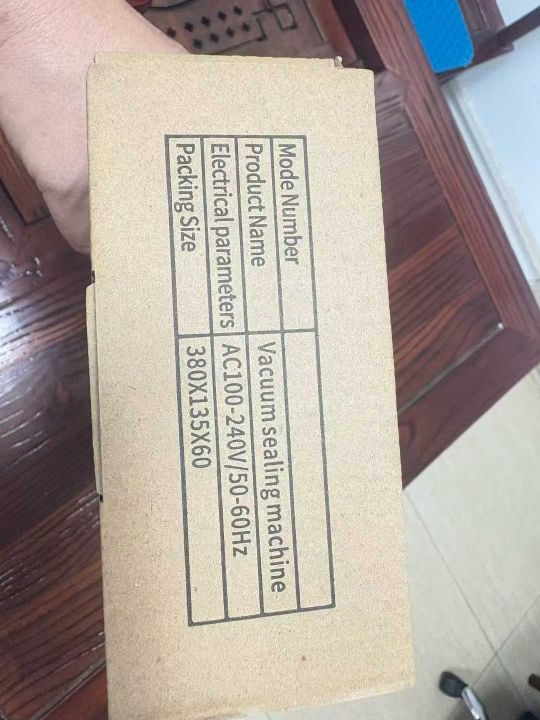 Mode Number
Product Name Vacuum sealing machine
Electrical parameters AC100-240V/50-60Hz
Packing Size 380X135X60